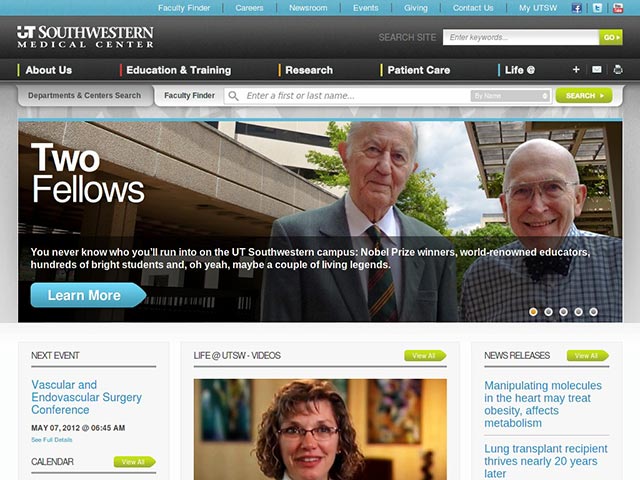 Faculty Finder Careers Newsroom Events Giving Contact Us My UTSW
UT SOUTHWESTERN
MEDICAL CENTER
SEARCH SITE Enter keywords... GO
About Us Education & Training Research Patient Care Life @
Departments & Centers Search Faculty Finder Enter a first or last name... By Name SEARCH
Two
Fellows
You never know who you'll run into on the UT Southwestern campus: Nobel Prize winners, world-renowned educators,
hundreds of bright students and, oh yeah, maybe a couple of living legends.
Learn More
NEXT EVENT
Vascular and
Endovascular Surgery
Conference
MAY 07, 2012 @ 06:45 AM
See Full Details
CALENDAR View All
LIFE @ UTSW - VIDEOS View All
NEWS RELEASES View All
Manipulating molecules
in the heart may treat
obesity, affects
metabolism
Lung transplant recipient
thrives nearly 20 years
later